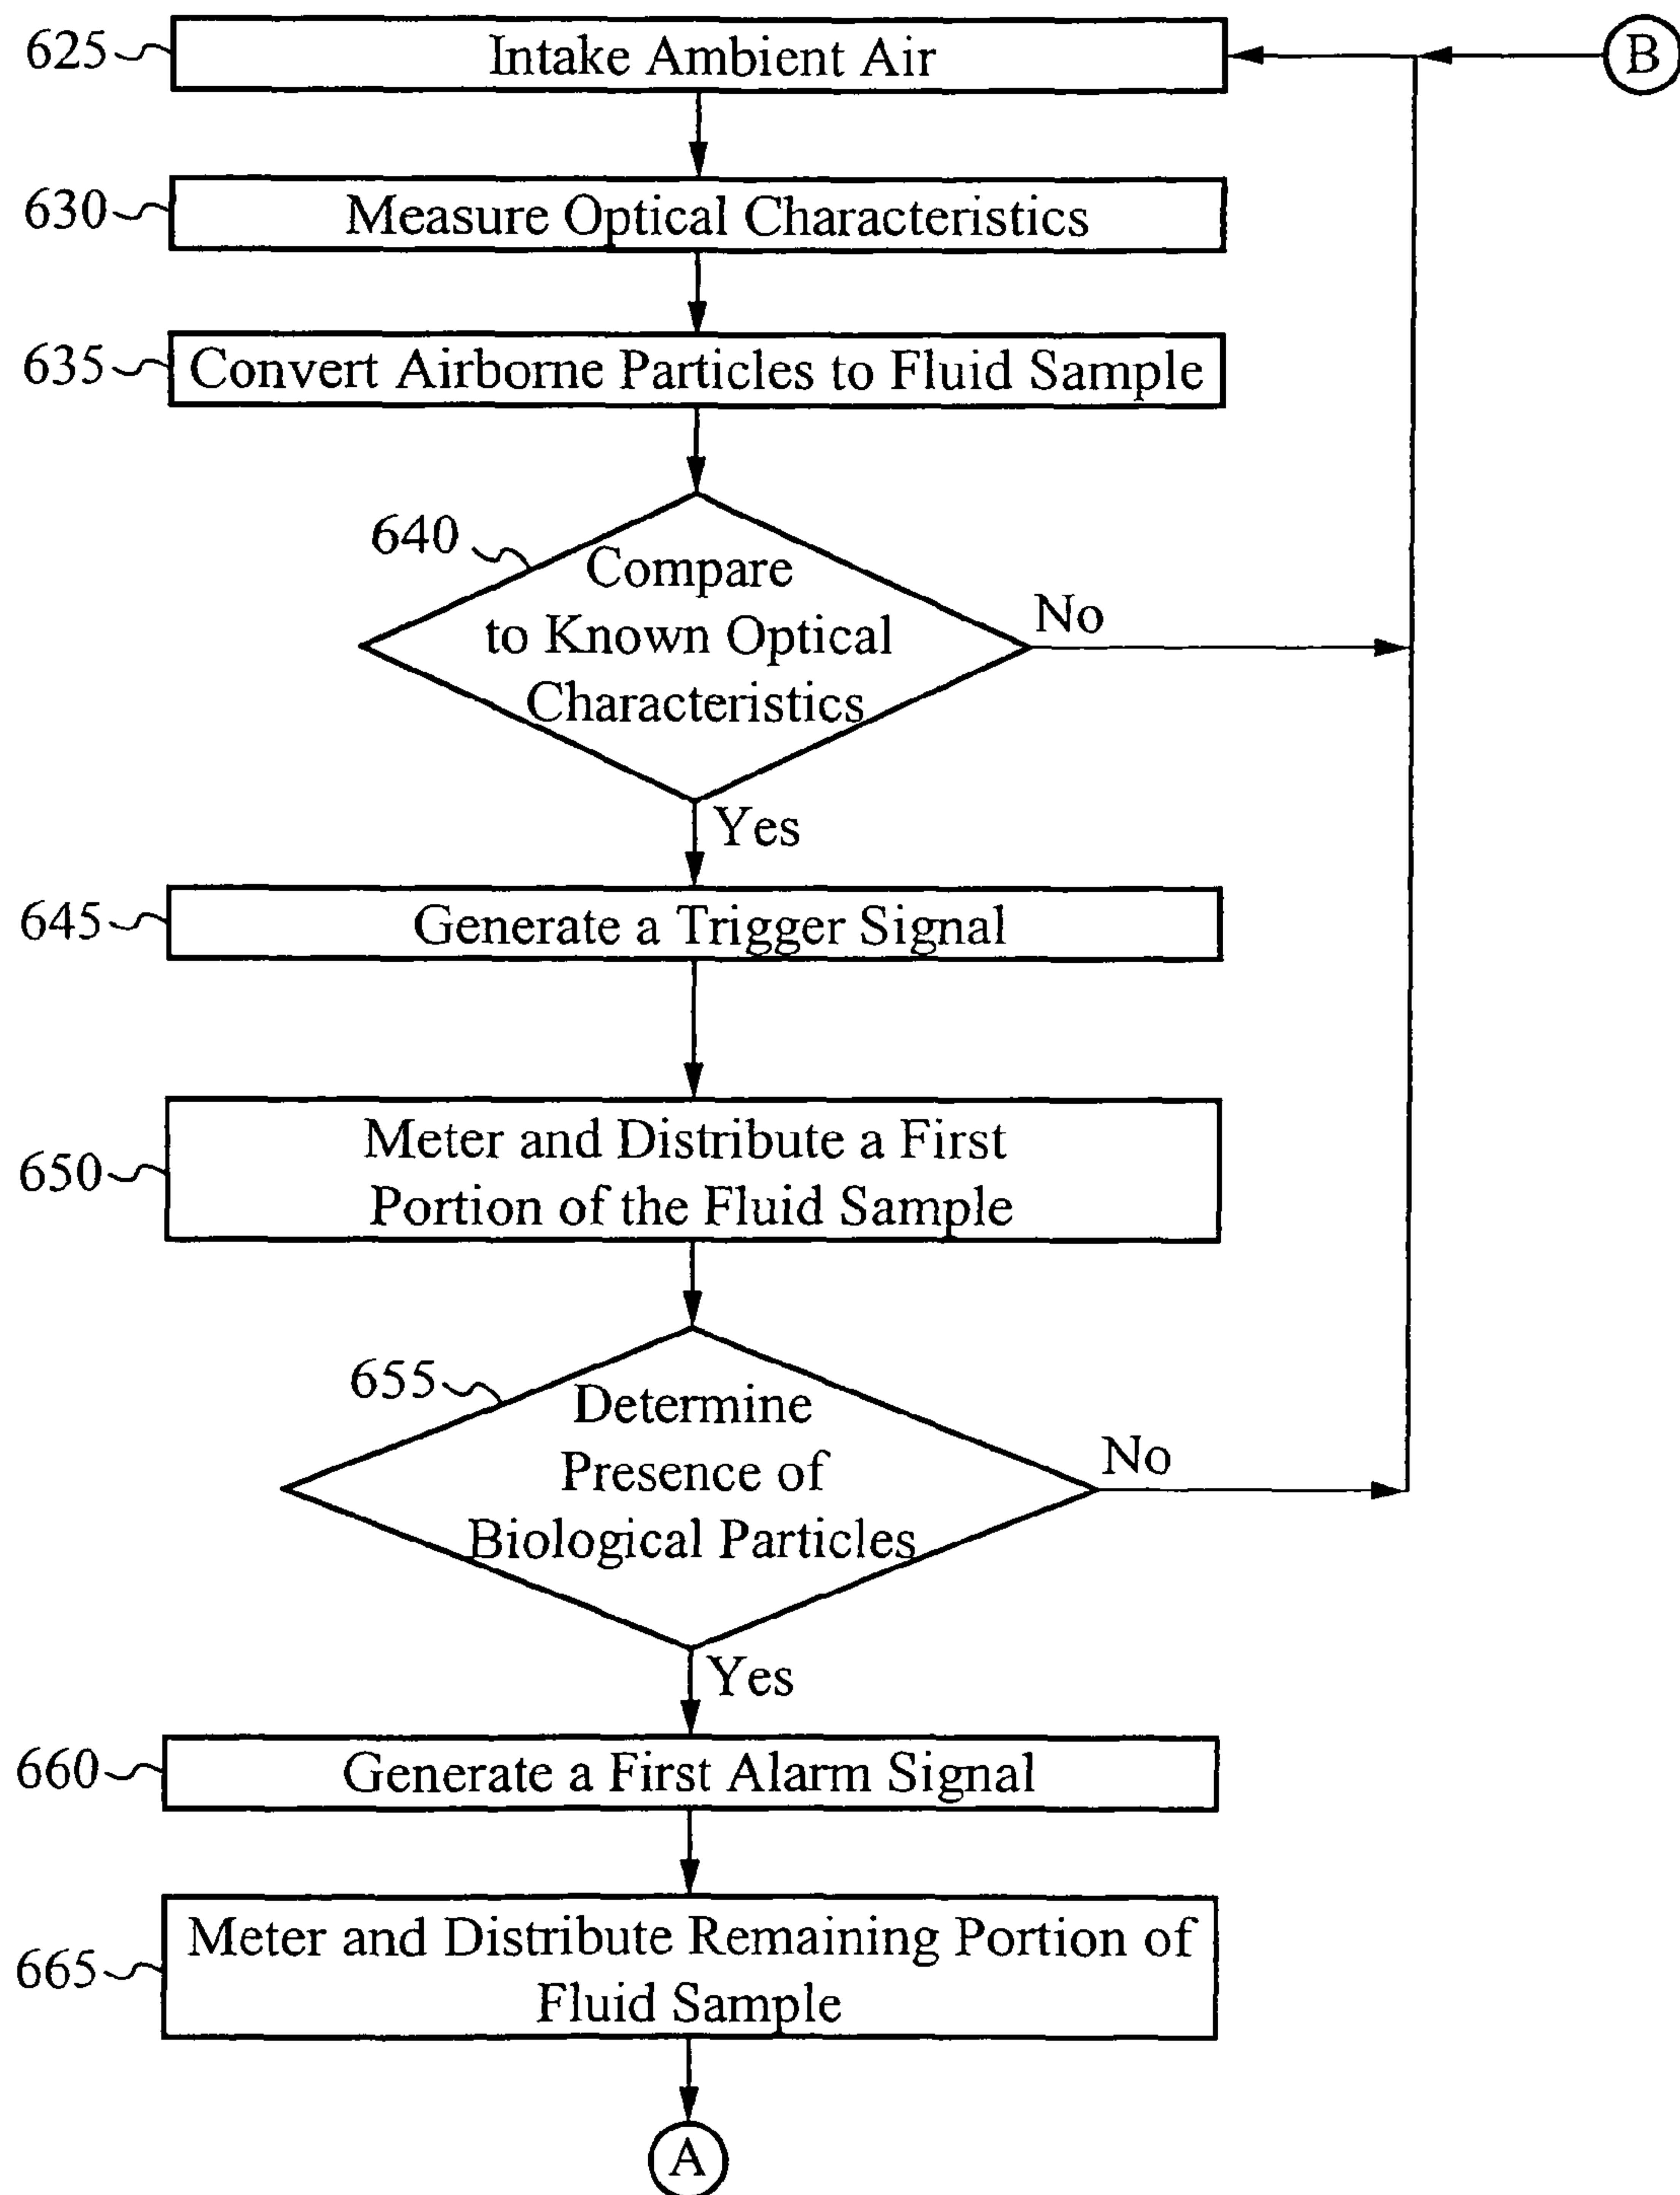 625
Intake Ambient Air
B
630
Measure Optical Characteristics
635
Convert Airborne Particles to Fluid Sample
640
Compare
to Known Optical
Characteristics
No
Yes
645
Generate a Trigger Signal
650
Meter and Distribute a First
Portion of the Fluid Sample
655
Determine
Presence of
Biological Particles
No
Yes
660
Generate a First Alarm Signal
665
Meter and Distribute Remaining Portion of
Fluid Sample
A